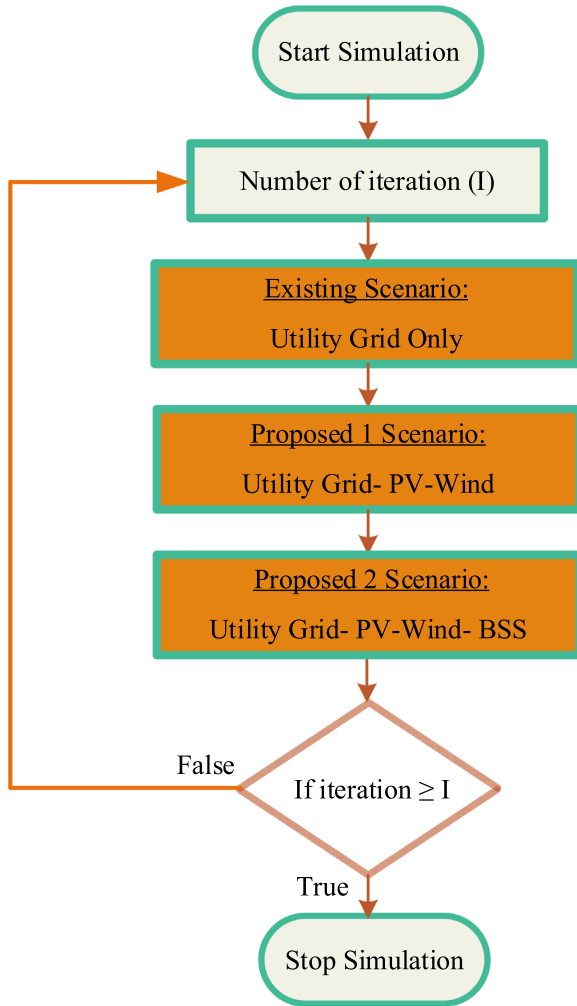 Start Simulation
Number of iteration (I)
Existing Scenario:
Utility Grid Only
Proposed 1 Scenario:
Utility Grid- PV-Wind
Proposed 2 Scenario:
Utility Grid- PV-Wind- BSS
False
If iteration ≥ I
True
Stop Simulation